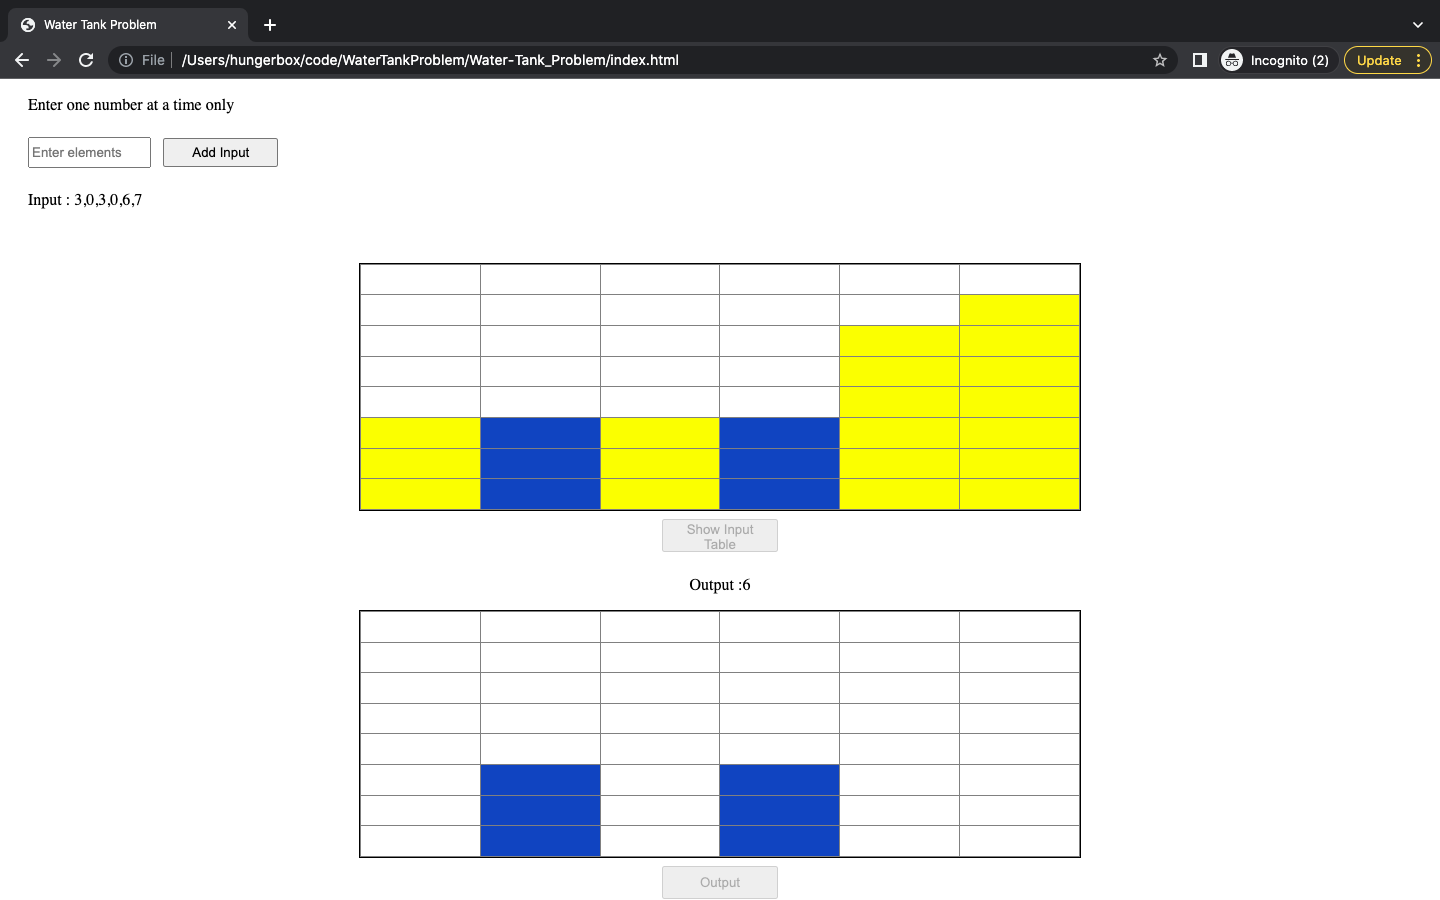 Water Tank Problem
File
/Users/hungerbox/code/WaterTankProblem/Water-Tank_Problem/index.html
Incognito (2)
Update
Enter one number at a time only
Enter elements
Add Input
Input : 3,0,3,0,6,7
Show Input
Table
Output :6
Output